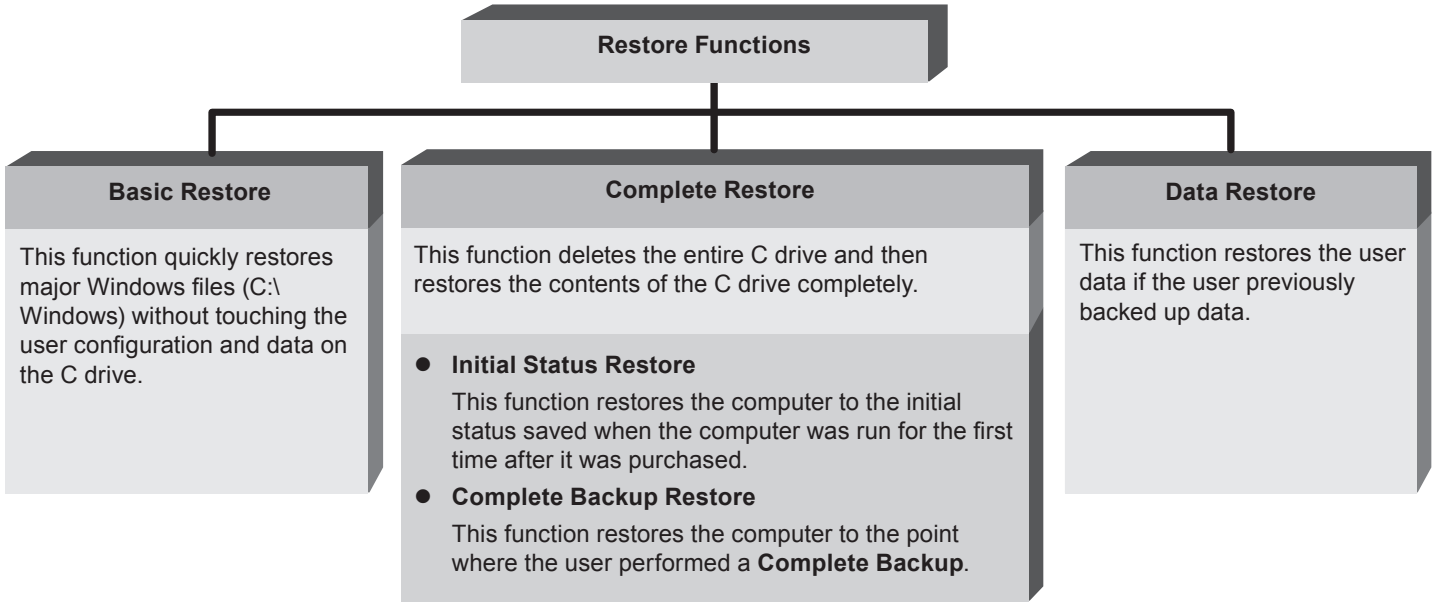 Restore Functions
Basic Restore
This function quickly restores
major Windows files (C:\
Windows) without touching the
user configuration and data on
the C drive.
Complete Restore
This function deletes the entire C drive and then
restores the contents of the C drive completely.
● Initial Status Restore
This function restores the computer to the initial
status saved when the computer was run for the first
time after it was purchased.
● Complete Backup Restore
This function restores the computer to the point
where the user performed a Complete Backup.
Data Restore
This function restores the user
data if the user previously
backed up data.